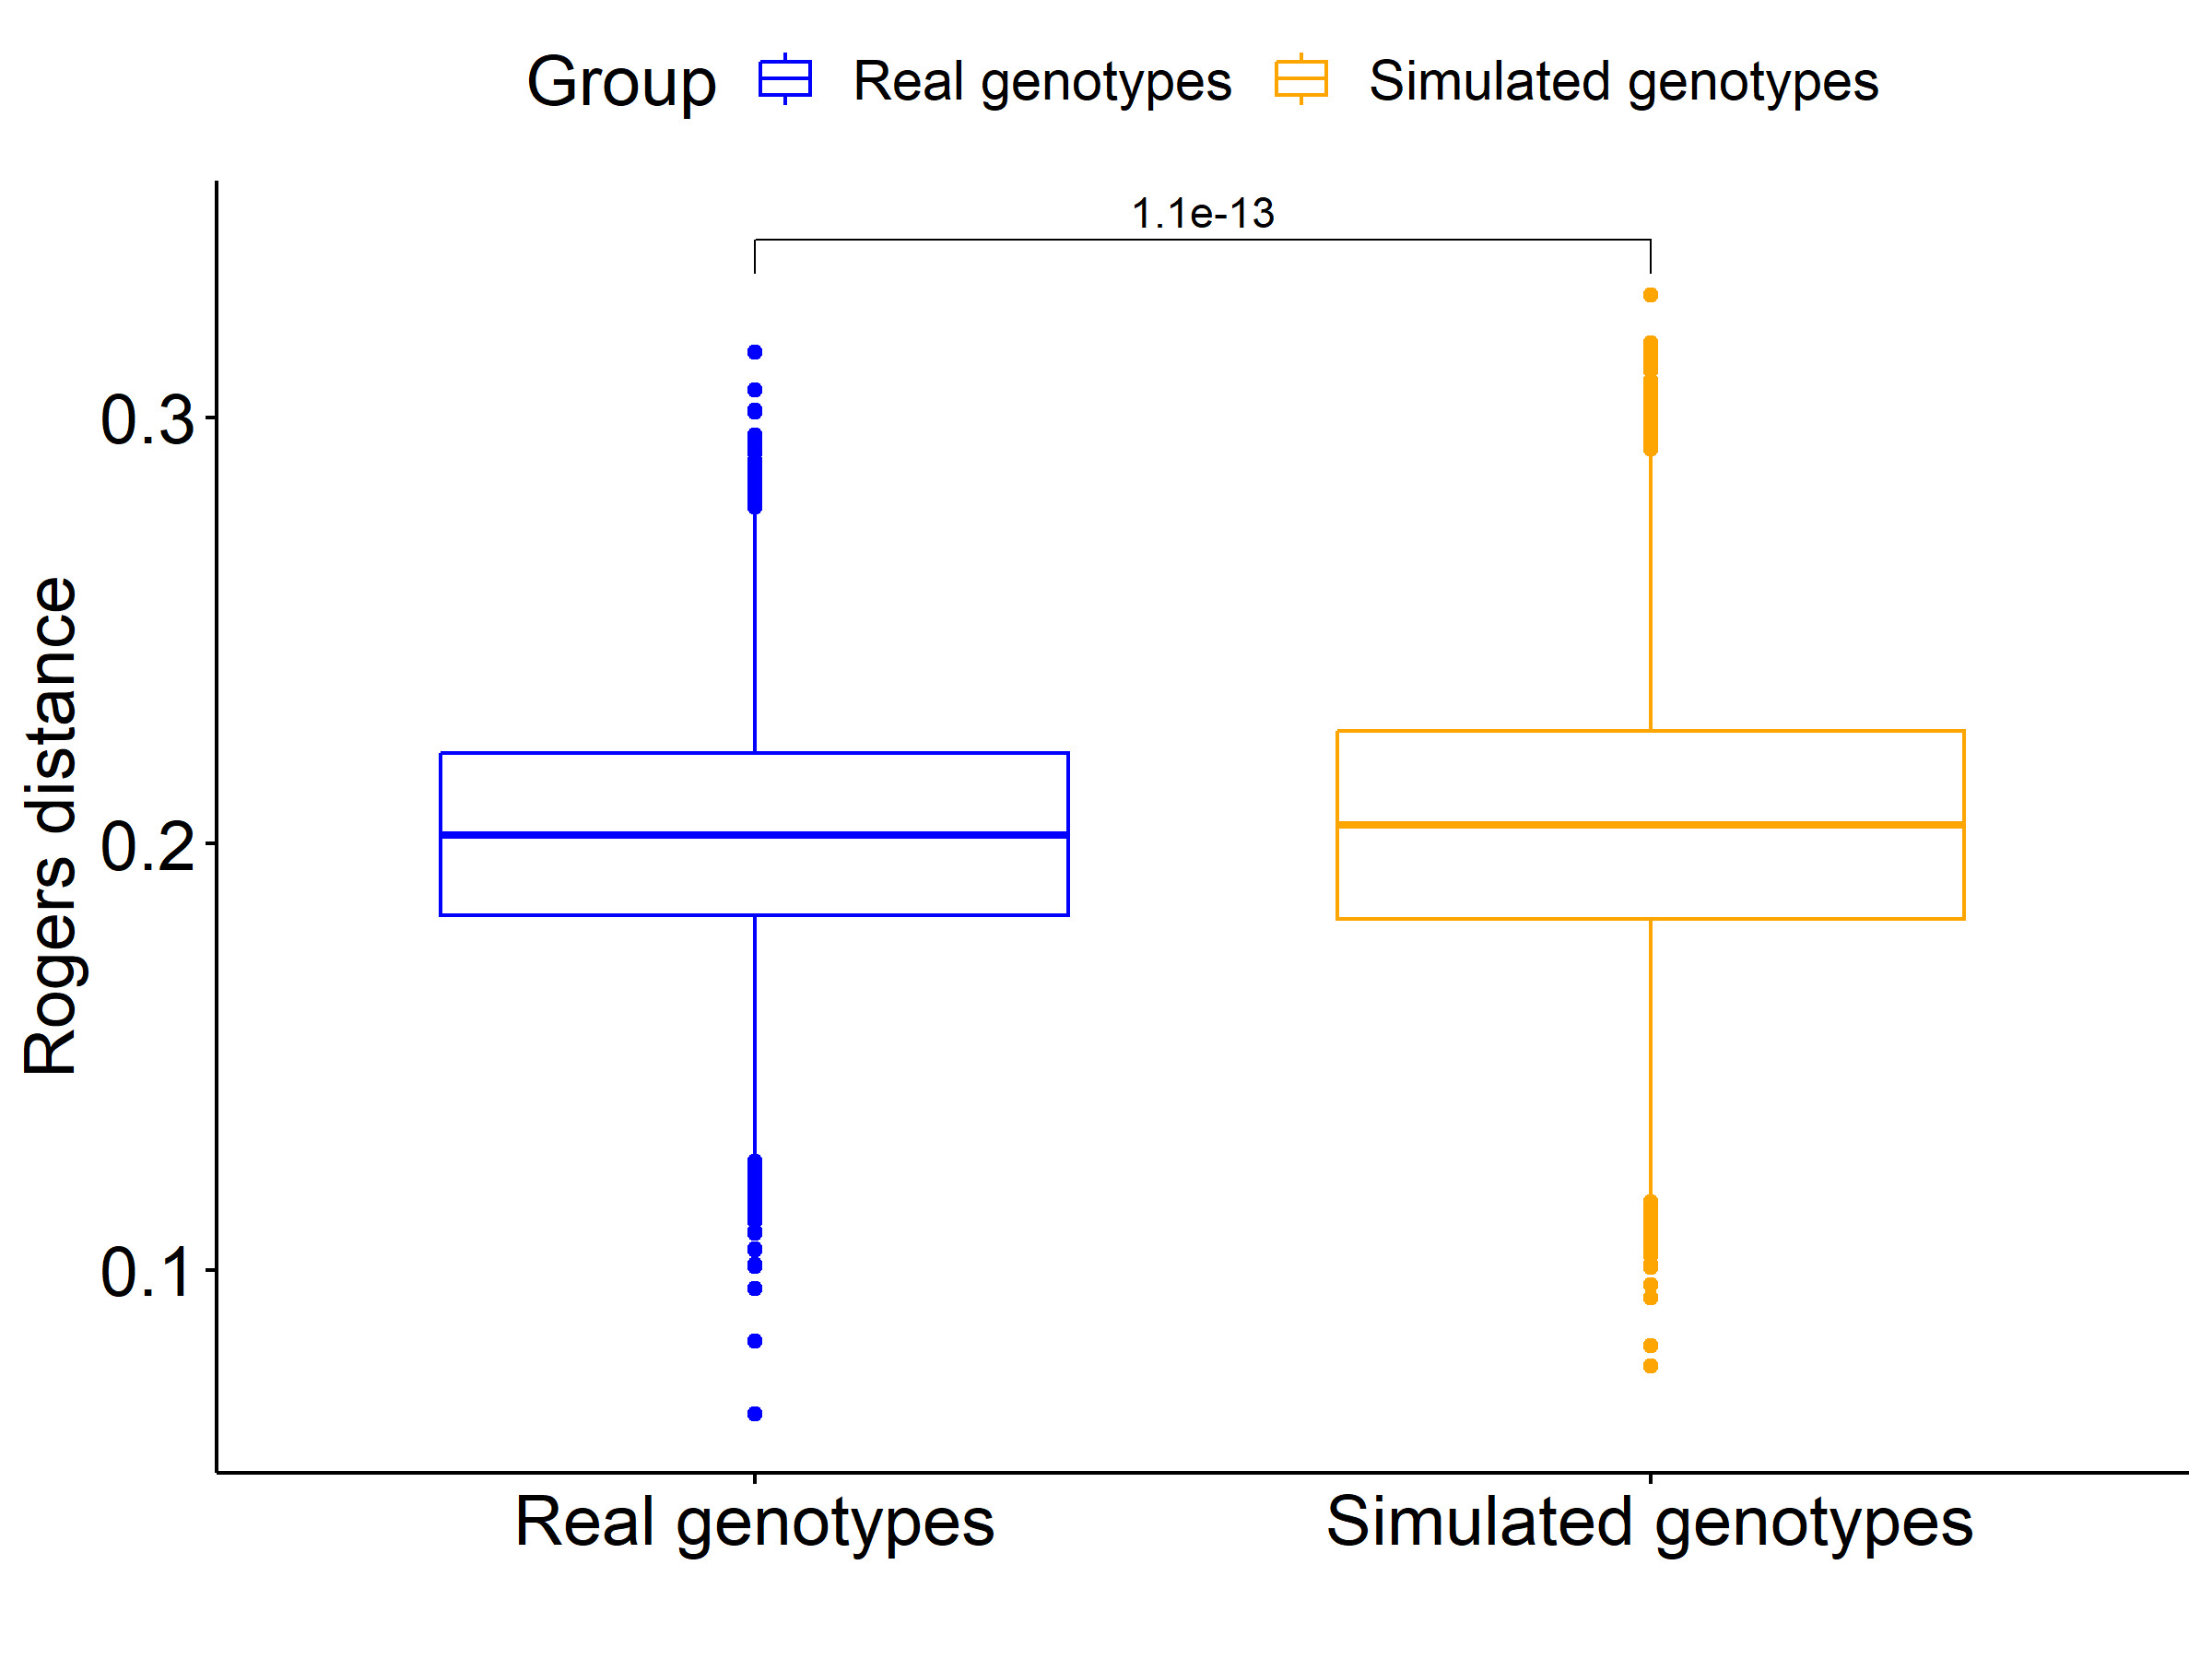 Group Real genotypes Simulated genotypes
1.1e-13
0.3
0.2
0.1
Rogers distance
Real genotypes Simulated genotypes